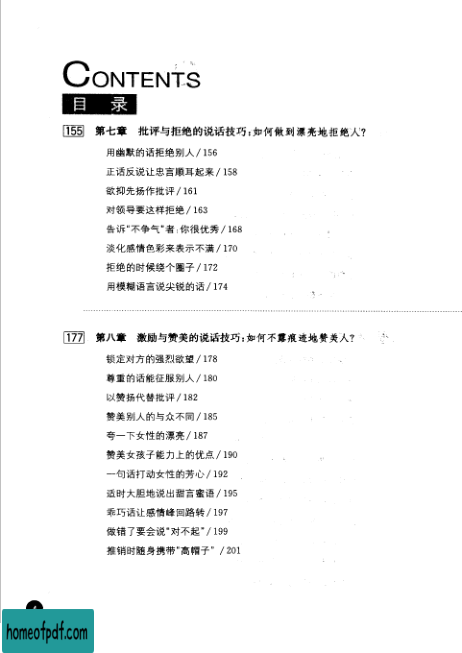 CONTENTS
目 录
155 第七章 批评与拒绝的说话技巧：如何做到漂亮地拒绝人？
用幽默的话拒绝别人/156
正话反说让忠言顺耳起来/158
欲抑先扬作批评/161
对领导要这样拒绝/163
告诉“不争气”者：你很优秀/168
淡化感情色彩来表示不满/170
拒绝的时候绕个圈子/172
用模糊语言说尖锐的话/174
177 第八章 激励与赞美的说话技巧：如何不露痕迹地赞美人？
锁定对方的强烈欲望/178
尊重的话能征服别人/180
以赞扬代替批评/182
赞美别人的与众不同/185
夸一下女性的漂亮/187
赞美女孩子能力上的优点/190
一句话打动女性的芳心/192
适时大胆地说出甜言蜜语/195
乖巧话让感情峰回路转/197
做错了要会说“对不起”/199
推销时随身携带“高帽子” /201
homeofpdf.com